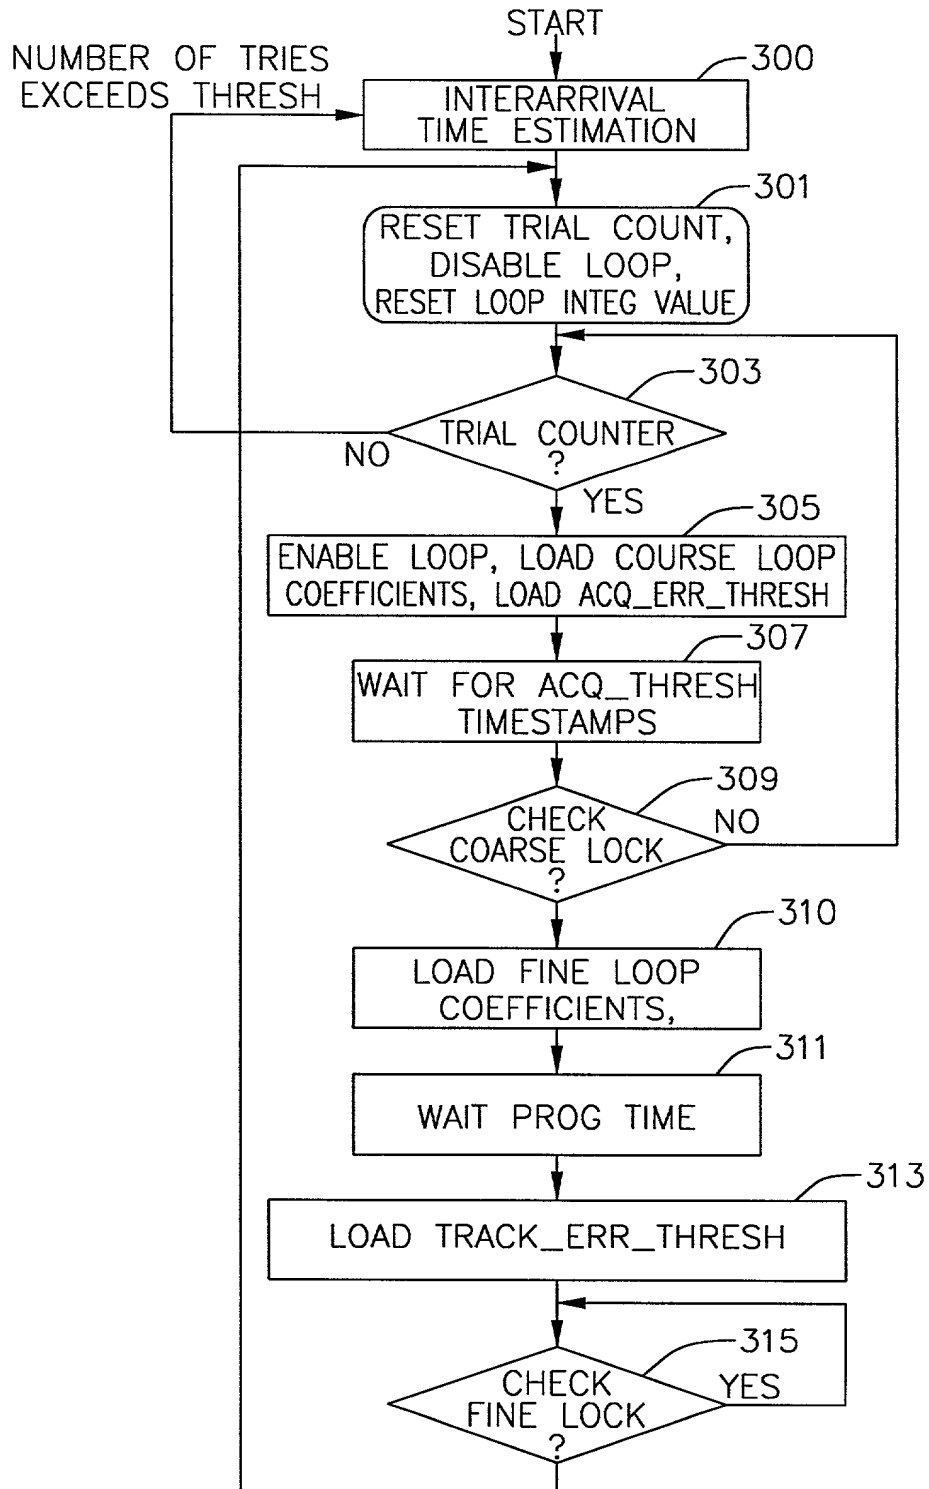 START
NUMBER OF TRIES
EXCEEDS THRESH
300
INTERARRIVAL
TIME ESTIMATION
301
RESET TRIAL COUNT,
DISABLE LOOP,
RESET LOOP INTEG VALUE
303
TRIAL COUNTER
?
NO
YES
305
ENABLE LOOP, LOAD COURSE LOOP
COEFFICIENTS, LOAD ACQ_ERR_THRESH
307
WAIT FOR ACQ_THRESH
TIMESTAMPS
309
CHECK
COARSE LOCK
?
NO
310
LOAD FINE LOOP
COEFFICIENTS,
311
WAIT PROG TIME
313
LOAD TRACK_ERR_THRESH
315
CHECK
FINE LOCK
?
YES